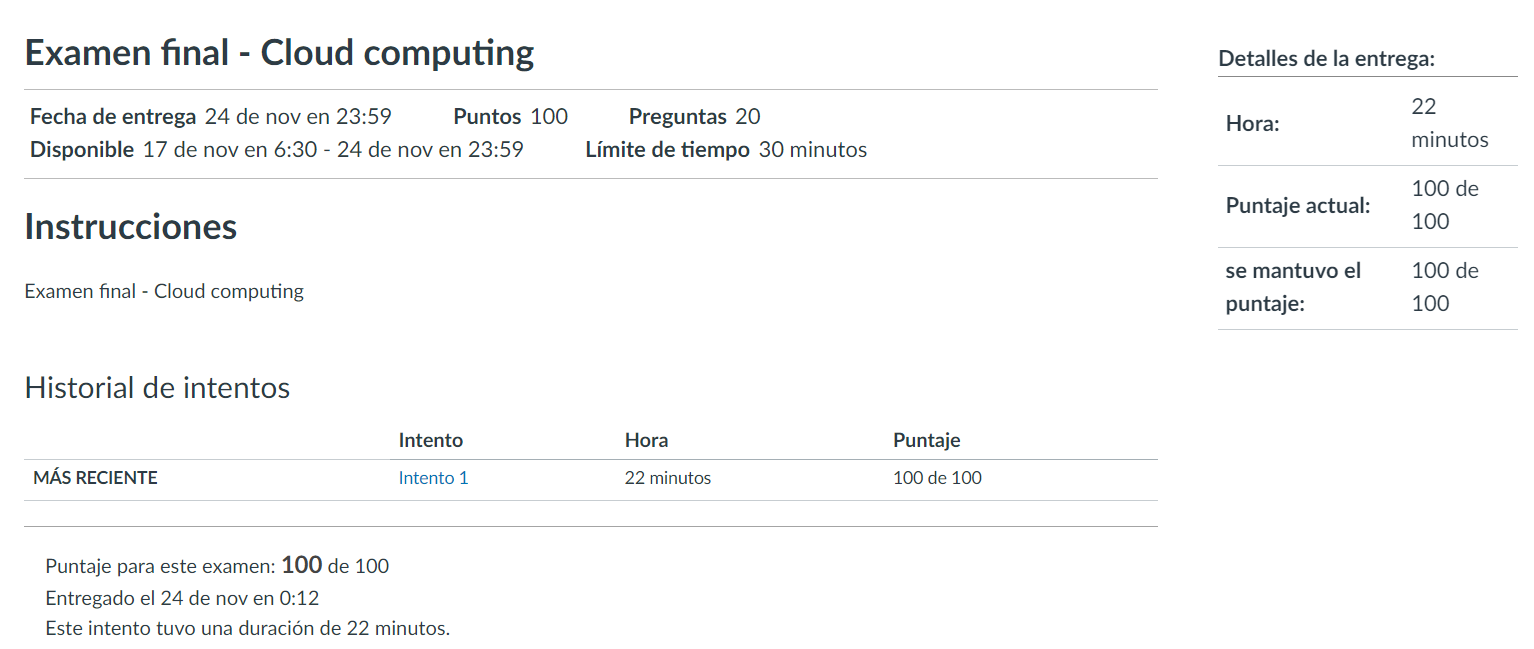 Examen final - Cloud computing
Fecha de entrega 24 de nov en 23:59 Puntos 100 Preguntas 20
Disponible 17 de nov en 6:30 - 24 de nov en 23:59 Límite de tiempo 30 minutos
Instrucciones
Examen final - Cloud computing
Historial de intentos
Intento Hora Puntaje
MÁS RECIENTE Intento 1 22 minutos 100 de 100
Puntaje para este examen: 100 de 100
Entregado el 24 de nov en 0:12
Este intento tuvo una duración de 22 minutos.
Detalles de la entrega:
Hora: 22
minutos
Puntaje actual: 100 de
100
se mantuvo el 100 de
puntaje: 100